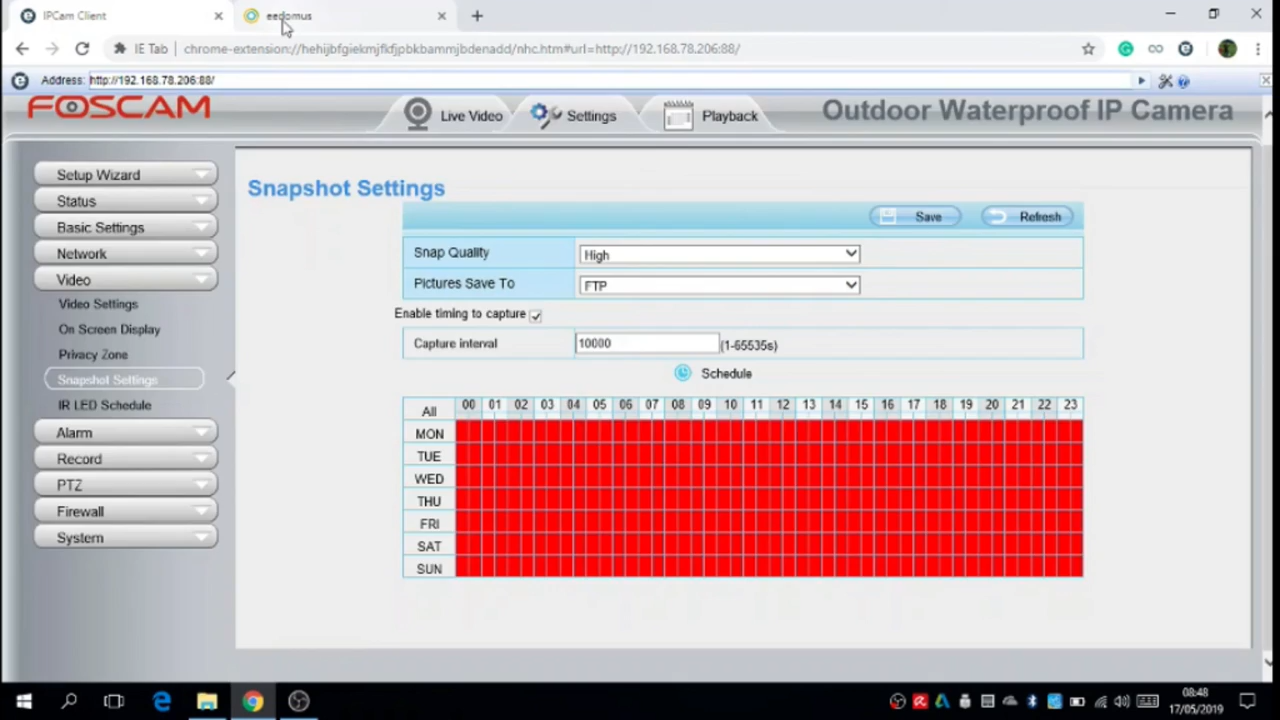 IPCam Client
eedomus
IE Tab
chrome-extension://hehijbfgiekmjfkfjpbkbammjbdenadd/nhc.htm#url=http://192.168.78.206:88/
Address: http://192.168.78.206:88/
FOSCAM
Live Video
Settings
Playback
Outdoor Waterproof IP Camera
Setup Wizard
Status
Basic Settings
Network
Video
Video Settings
On Screen Display
Privacy Zone
Snapshot Settings
IR LED Schedule
Alarm
Record
PTZ
Firewall
System
Snapshot Settings
Save
Refresh
Snap Quality
High
Pictures Save To
FTP
Enable timing to capture
Capture interval
10000
(1-65535s)
Schedule
All 00 01 02 03 04 05 06 07 08 09 10 11 12 13 14 15 16 17 18 19 20 21 22 23
MON
TUE
WED
THU
FRI
SAT
SUN
08:48
17/05/2019